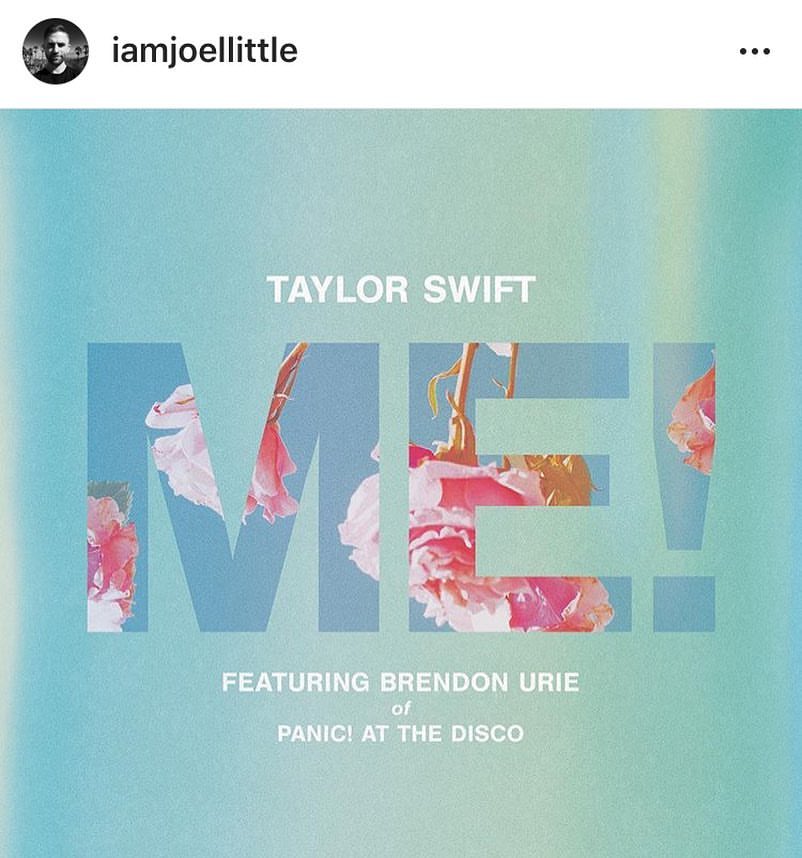 iamjoellittle
TAYLOR SWIFT
ME!
FEATURING BRENDON URIE
of
PANIC! AT THE DISCO